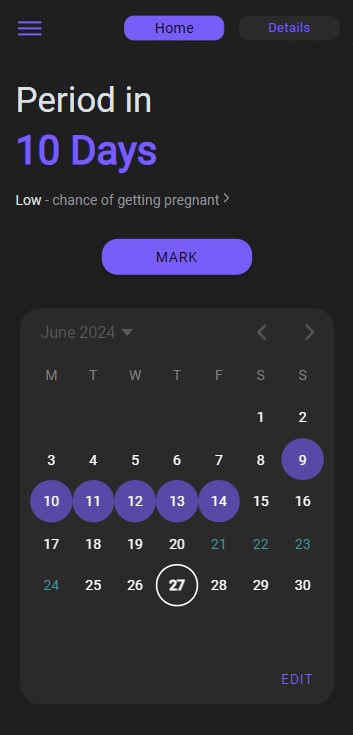 Home Details
Period in
10 Days
Low - chance of getting pregnant
MARK
June 2024
M T W T F S S
1 2
3 4 5 6 7 8 9
10 11 12 13 14 15 16
17 18 19 20 21 22 23
24 25 26 27 28 29 30
EDIT